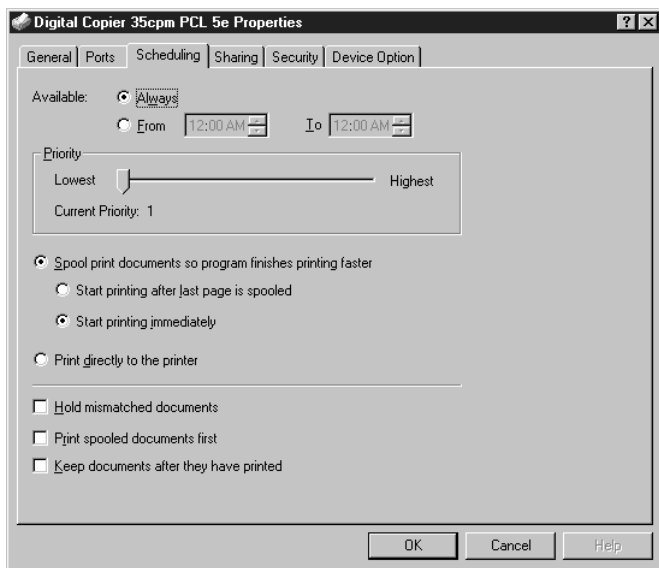 Digital Copier 35cpm PCL 5e Properties
General Ports Scheduling Sharing Security Device Option
Available: Always
From 12:00 AM To 12:00 AM
Priority
Lowest Highest
Current Priority: 1
Spool print documents so program finishes printing faster
Start printing after last page is spooled
Start printing immediately
Print directly to the printer
Hold mismatched documents
Print spooled documents first
Keep documents after they have printed
OK Cancel Help